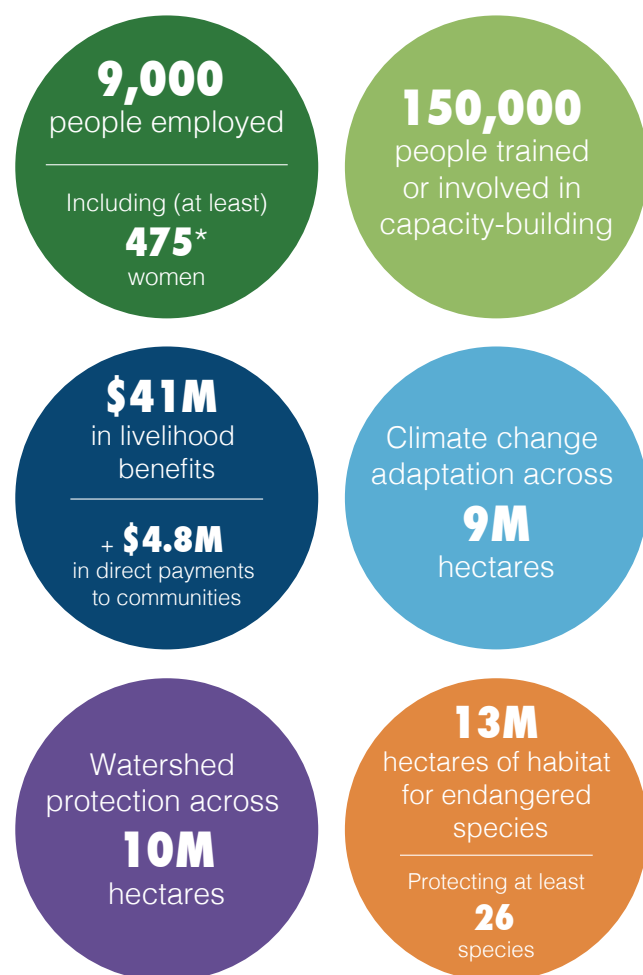 9,000
people employed
Including (at least)
475*
women
150,000
people trained
or involved in
capacity-building
$41M
in livelihood
benefits
+ $4.8M
in direct payments
to communities
Climate change
adaptation across
9M
hectares
Watershed
protection across
10M
hectares
13M
hectares of habitat
for endangered
species
Protecting at least
26
species